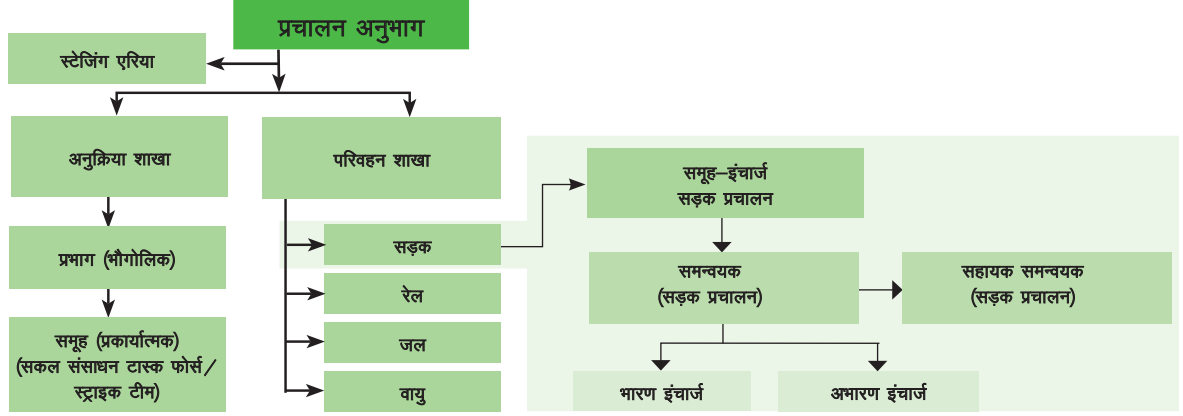 प्रचालन अनुभाग
स्टेजिंग एरिया
अनुक्रिया शाखा
परिवहन शाखा
प्रभाग (भौगोलिक)
समूह (प्रकार्यात्मक)
(सकल संसाधन टास्क फोर्स/
स्ट्राइक टीम)
सड़क
रेल
जल
वायु
समूह–इंचार्ज
सड़क प्रचालन
समन्वयक
(सड़क प्रचालन)
सहायक समन्वयक
(सड़क प्रचालन)
भारण इंचार्ज
अभारण इंचार्ज